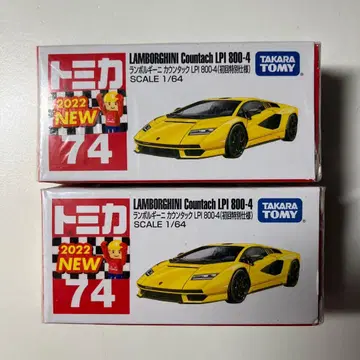 トミカ
LAMBORGHINI Countach LPI 800-4
ランボルギーニ カウンタック LPI 800-4(初回特別仕様)
SCALE 1/64
TAKARA
TOMY
2022
NEW
74
トミカ
LAMBORGHINI Countach LPI 800-4
ランボルギーニ カウンタック LPI 800-4(初回特別仕様)
SCALE 1/64
TAKARA
TOMY
2022
NEW
74